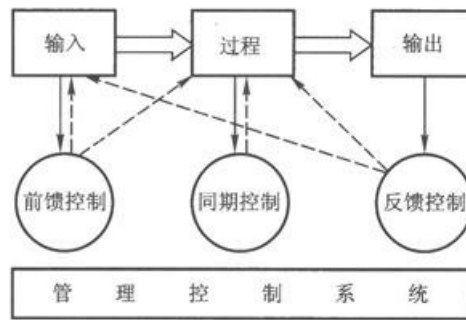 输入 过程 输出
前馈控制 同期控制 反馈控制
管理控制系统